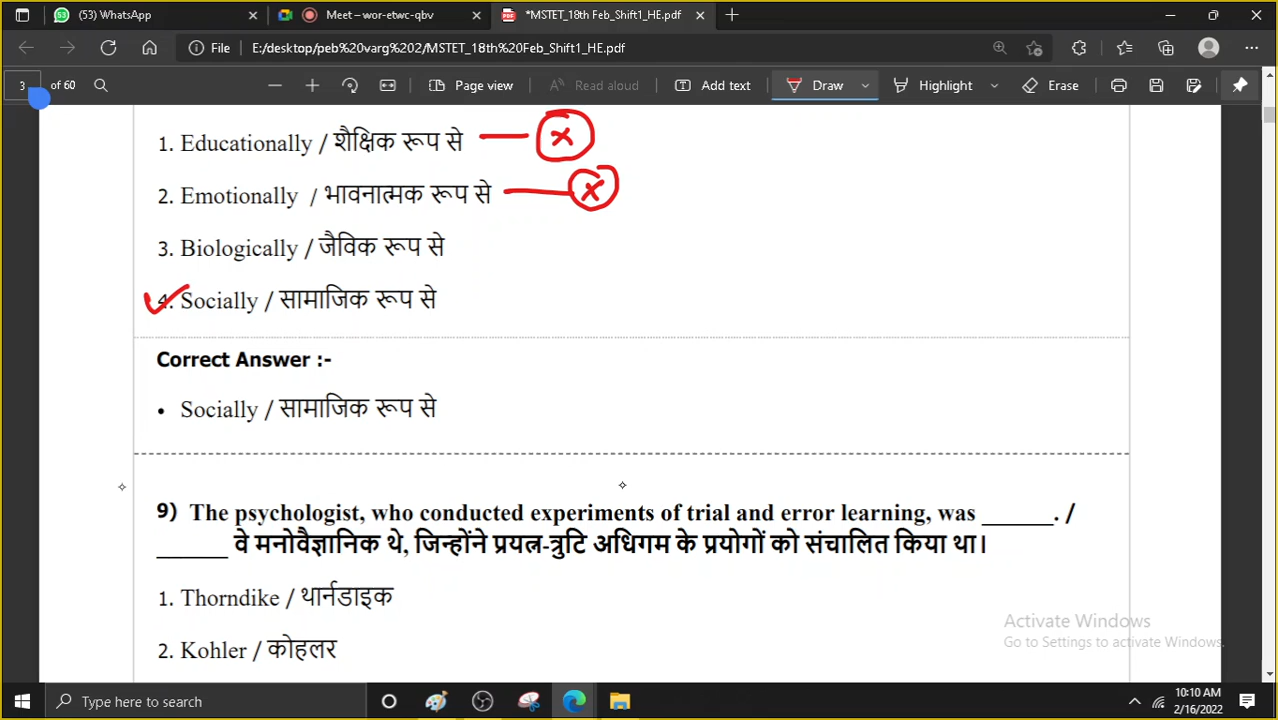 (53) WhatsApp
Meet – wor-etwc-qbv
*MSTET_18th Feb_Shift1_HE.pdf
File
E:/desktop/peb%20varg%202/MSTET_18th%20Feb_Shift1_HE.pdf
3 of 60
Page view
Read aloud
Add text
Draw
Highlight
Erase
1. Educationally / शैक्षिक रूप से
2. Emotionally / भावनात्मक रूप से
3. Biologically / जैविक रूप से
4. Socially / सामाजिक रूप से
Correct Answer :-
• Socially / सामाजिक रूप से
9) The psychologist, who conducted experiments of trial and error learning, was ______. /
______ वे मनोवैज्ञानिक थे, जिन्होंने प्रयत्न-त्रुटि अधिगम के प्रयोगों को संचालित किया था।
1. Thorndike / थार्नडाइक
2. Kohler / कोहलर
Activate Windows
Go to Settings to activate Windows.
Type here to search
10:10 AM
2/16/2022